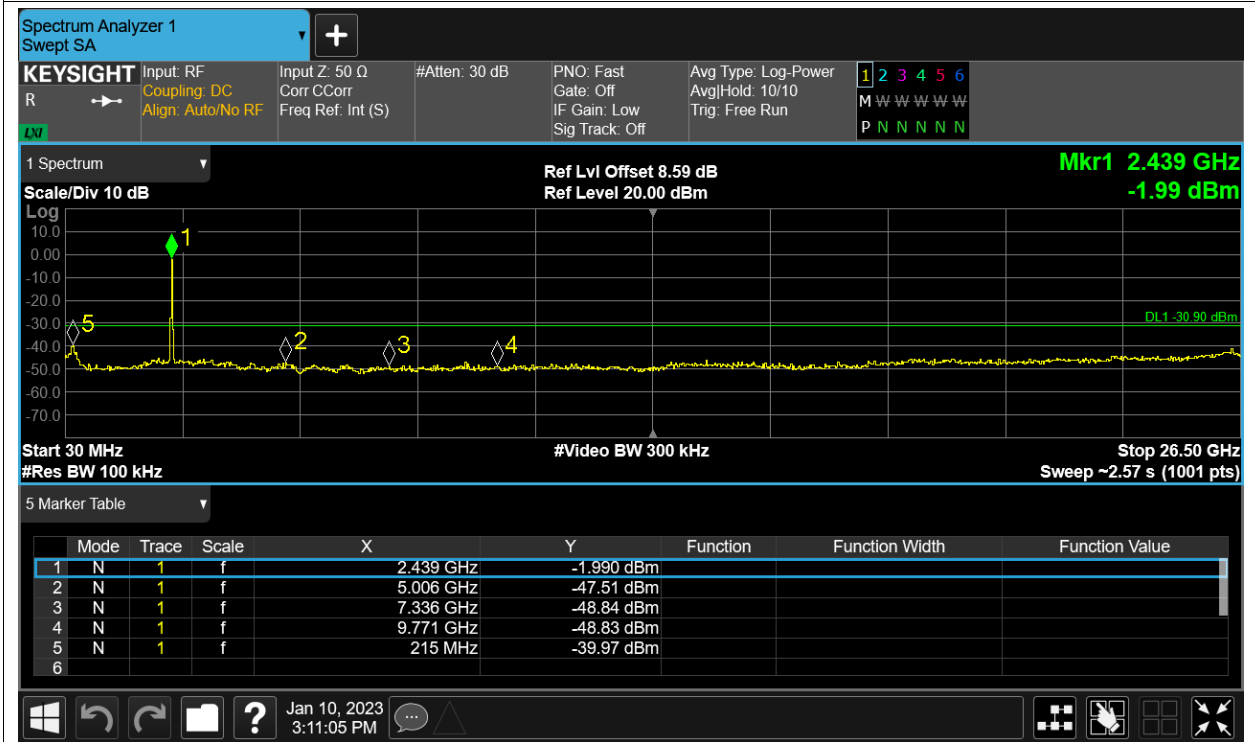 Spectrum Analyzer 1
Swept SA
+
KEYSIGHT
R
LXI
Input: RF
Coupling: DC
Align: Auto/No RF
Input Z: 50 Ω
Corr CCorr
Freq Ref: Int (S)
#Atten: 30 dB
PNO: Fast
Gate: Off
IF Gain: Low
Sig Track: Off
Avg Type: Log-Power
Avg|Hold: 10/10
Trig: Free Run
1 2 3 4 5 6
M W W W W W
P N N N N N
1 Spectrum
Scale/Div 10 dB
Ref Lvl Offset 8.59 dB
Ref Level 20.00 dBm
Mkr1 2.439 GHz
-1.99 dBm
Log
10.0
0.00
-10.0
-20.0
-30.0
-40.0
-50.0
-60.0
-70.0
1
5
2
3
4
DL1 -30.90 dBm
Start 30 MHz
#Video BW 300 kHz
Stop 26.50 GHz
#Res BW 100 kHz
Sweep ~2.57 s (1001 pts)
5 Marker Table
Mode Trace Scale X Y Function Function Width Function Value
1 N 1 f 2.439 GHz -1.990 dBm
2 N 1 f 5.006 GHz -47.51 dBm
3 N 1 f 7.336 GHz -48.84 dBm
4 N 1 f 9.771 GHz -48.83 dBm
5 N 1 f 215 MHz -39.97 dBm
6
?
Jan 10, 2023
3:11:05 PM